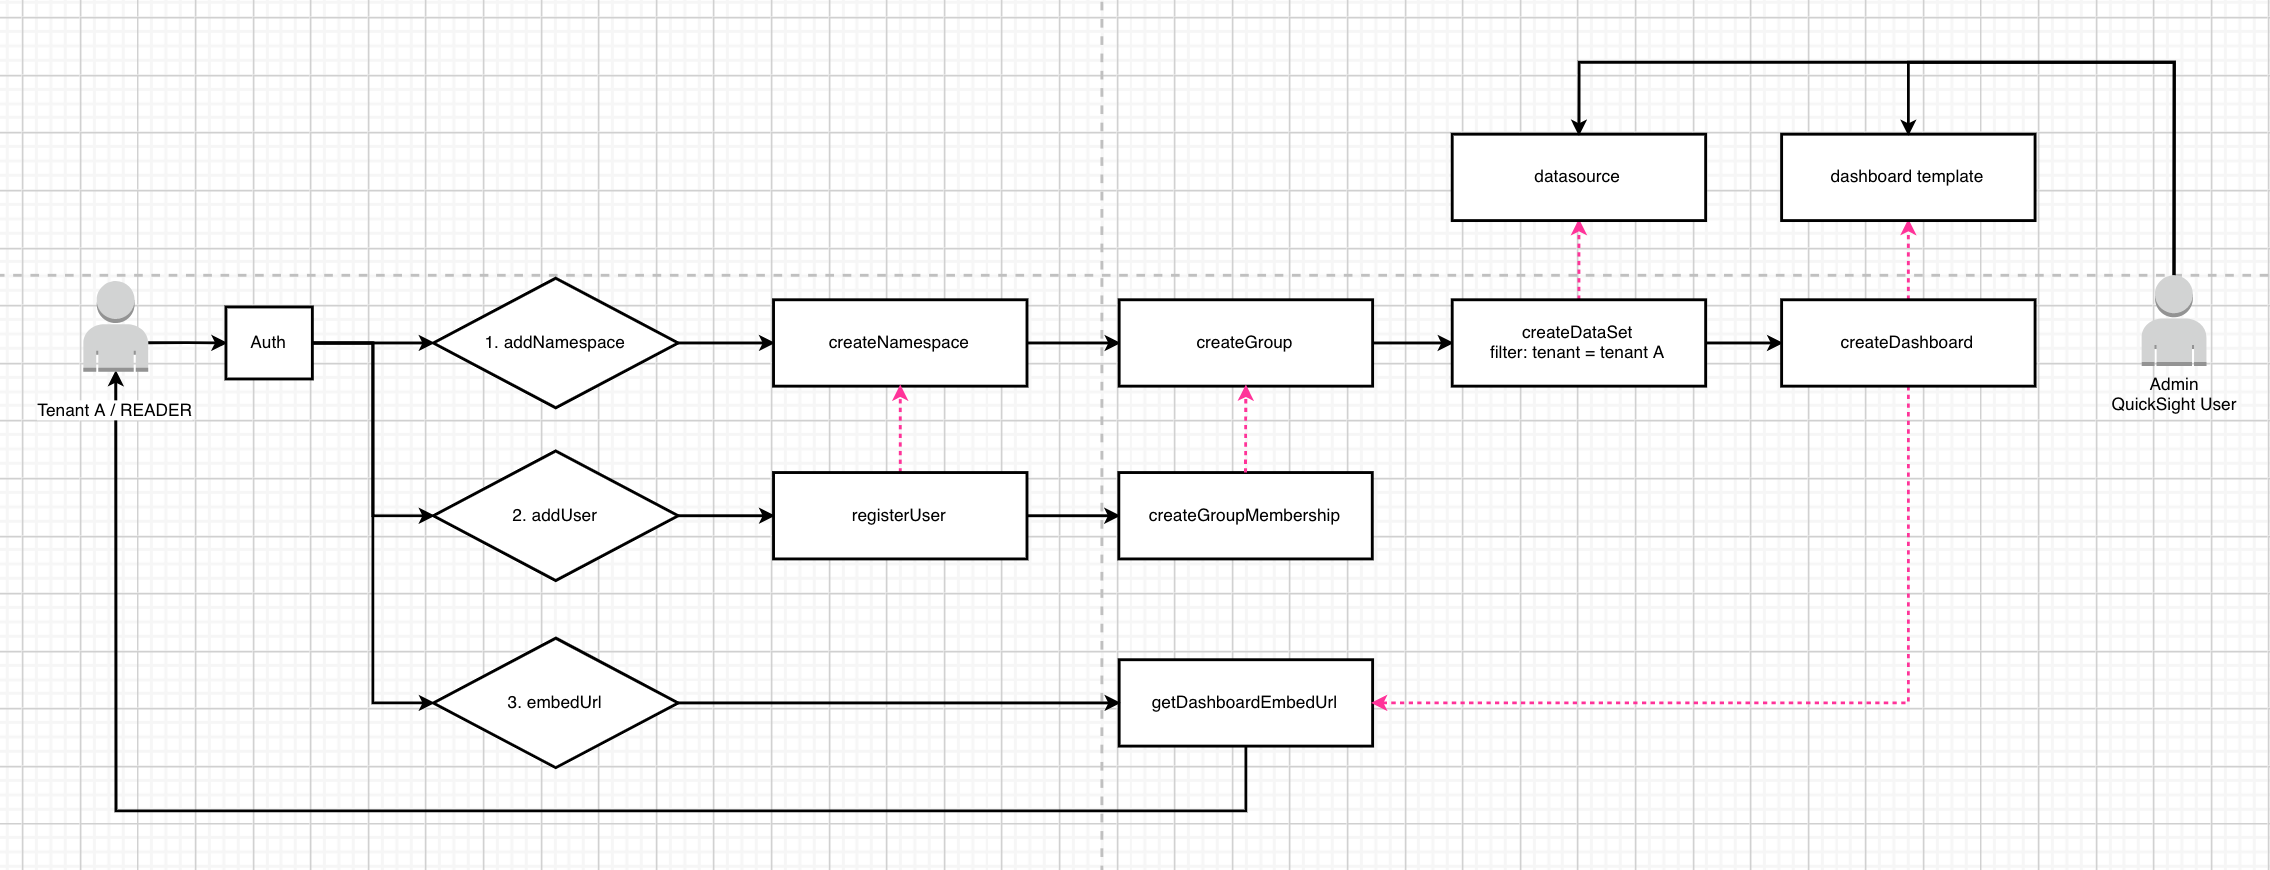 datasource
dashboard template
Auth
1. addNamespace
createNamespace
createGroup
createDataSet
filter: tenant = tenant A
createDashboard
Tenant A / READER
Admin
QuickSight User
2. addUser
registerUser
createGroupMembership
3. embedUrl
getDashboardEmbedUrl